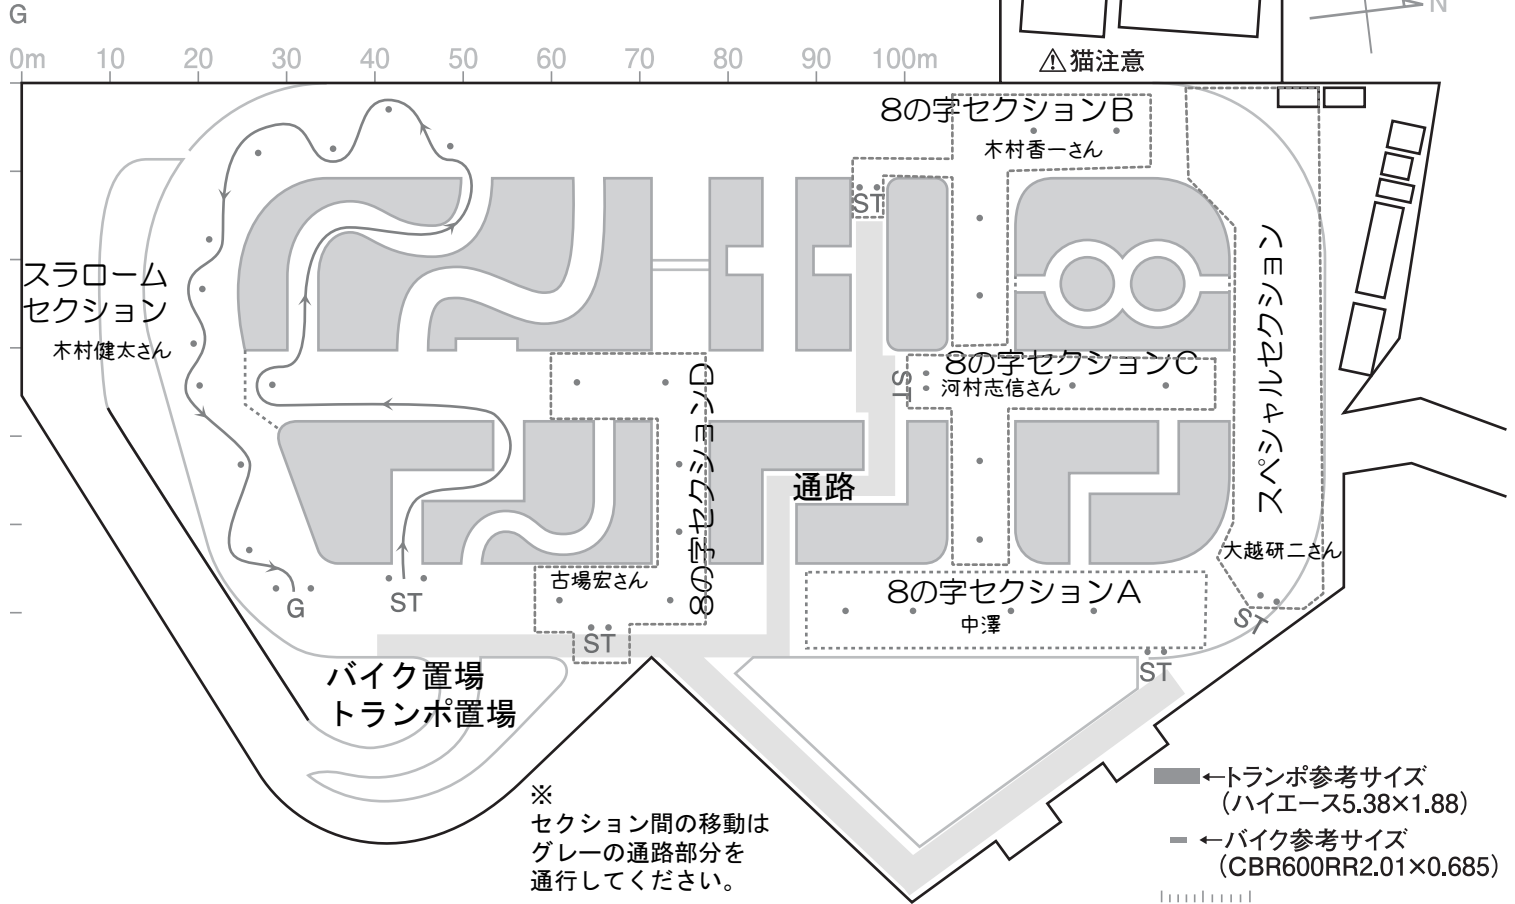 G
N
0m 10 20 30 40 50 60 70 80 90 100m
⚠猫注意
8の字セクションB
木村香一さん
ST
スラローム
セクション
木村健太さん
8の字セクションC
河村志信さん
ST
スペシャルセクション
大越研二さん
ST
8の字セクションD
古場宏さん
ST
通路
8の字セクションA
中澤
ST
G
ST
バイク置場
トランポ置場
※
セクション間の移動は
グレーの通路部分を
通行してください。
←トランポ参考サイズ
（ハイエース5.38×1.88）
←バイク参考サイズ
（CBR600RR2.01×0.685）